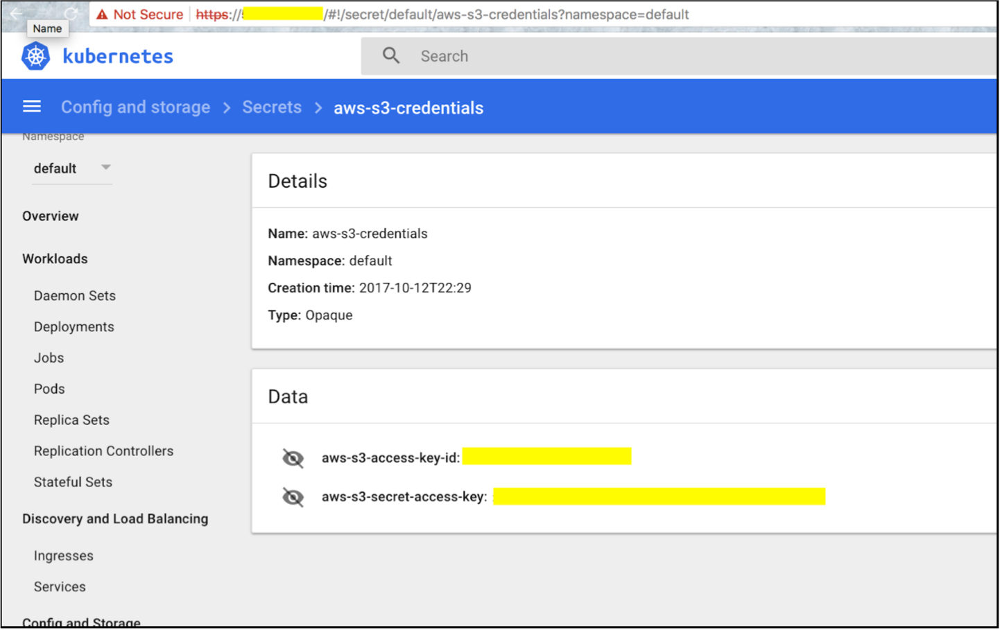 Not Secure https:// /#!/secret/default/aws-s3-credentials?namespace=default
Name
kubernetes
Search
Config and storage > Secrets > aws-s3-credentials
Namespace
default
Overview
Workloads
Daemon Sets
Deployments
Jobs
Pods
Replica Sets
Replication Controllers
Stateful Sets
Discovery and Load Balancing
Ingresses
Services
Config and Storage
Details
Name: aws-s3-credentials
Namespace: default
Creation time: 2017-10-12T22:29
Type: Opaque
Data
aws-s3-access-key-id:
aws-s3-secret-access-key: